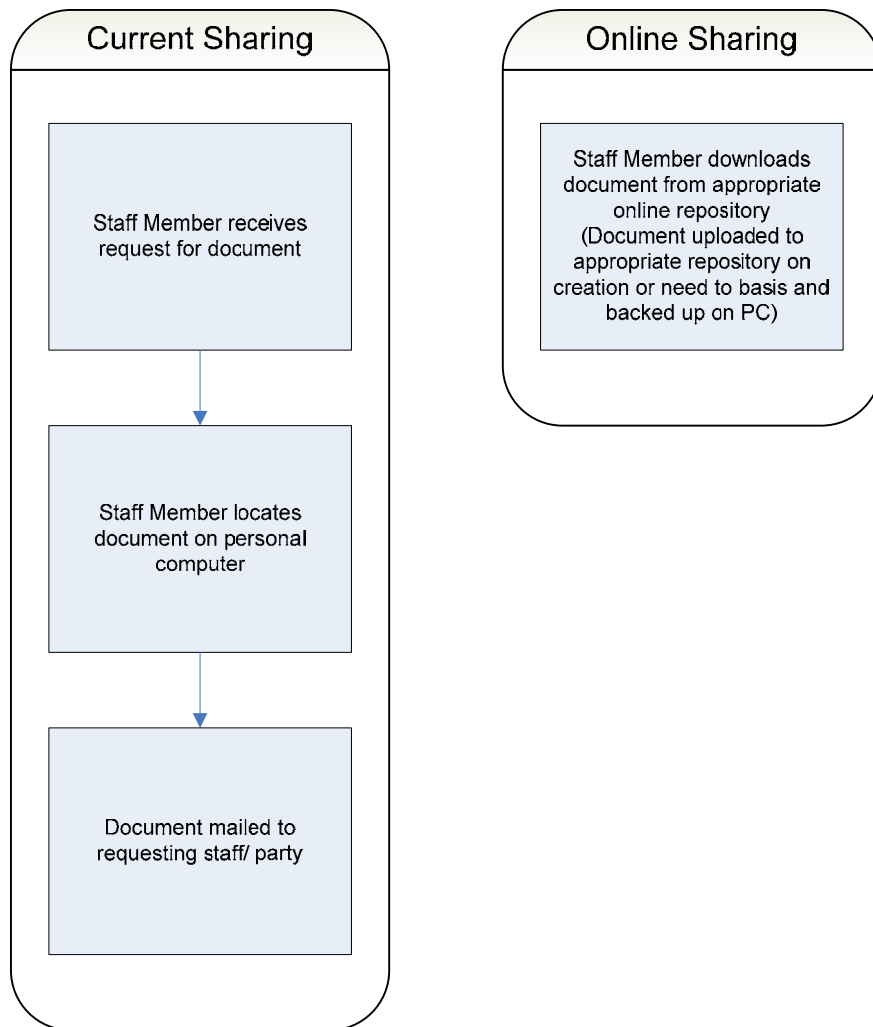 Current Sharing
Staff Member receives
request for document
Staff Member locates
document on personal
computer
Document mailed to
requesting staff/ party
Online Sharing
Staff Member downloads
document from appropriate
online repository
(Document uploaded to
appropriate repository on
creation or need to basis and
backed up on PC)